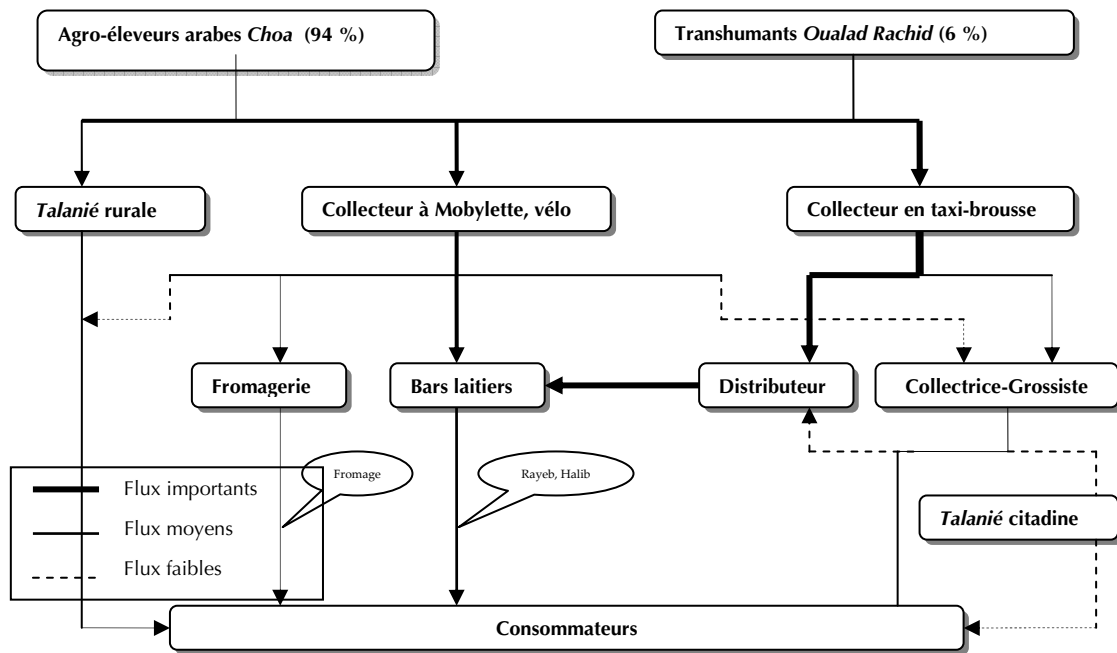 Agro-éleveurs arabes Choa (94 %)
Transhumants Oualad Rachid (6 %)
Talanié rurale
Collecteur à Mobylette, vélo
Collecteur en taxi-brousse
Fromagerie
Bars laitiers
Distributeur
Collectrice-Grossiste
Fromage
Rayeb, Halib
Flux importants
Flux moyens
Flux faibles
Talanié citadine
Consommateurs